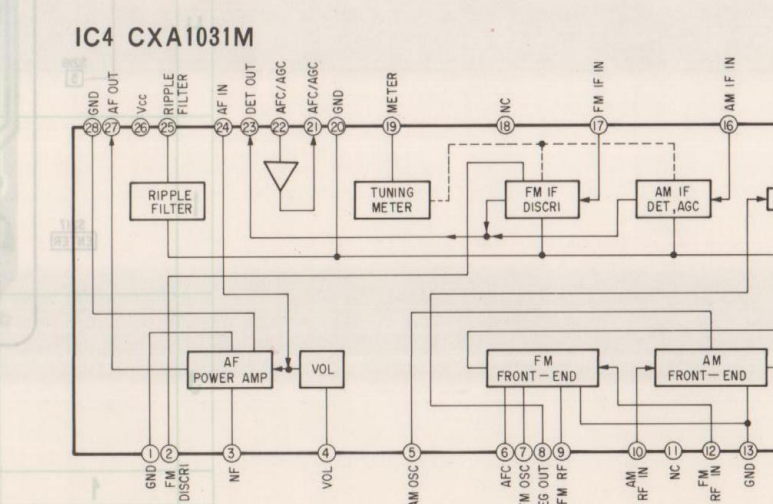 IC4 CXA1031M
GND
AF OUT
Vcc
RIPPLE
FILTER
AF IN
DET OUT
AFC/AGC
AFC/AGC
GND
METER
NC
FM IF IN
AM IF IN
28
27
26
25
24
23
22
21
20
19
18
17
16
RIPPLE
FILTER
TUNING
METER
FM IF
DISCRI
AM IF
DET, AGC
AF
POWER AMP
VOL
FM
FRONT-END
AM
FRONT-END
1
2
3
4
5
6
7
8
9
10
11
12
13
GND
FM
DISCRI
NF
VOL
AM OSC
AFC
M OSC
EG OUT
FM RF
AM
RF IN
NC
FM
RF IN
GND